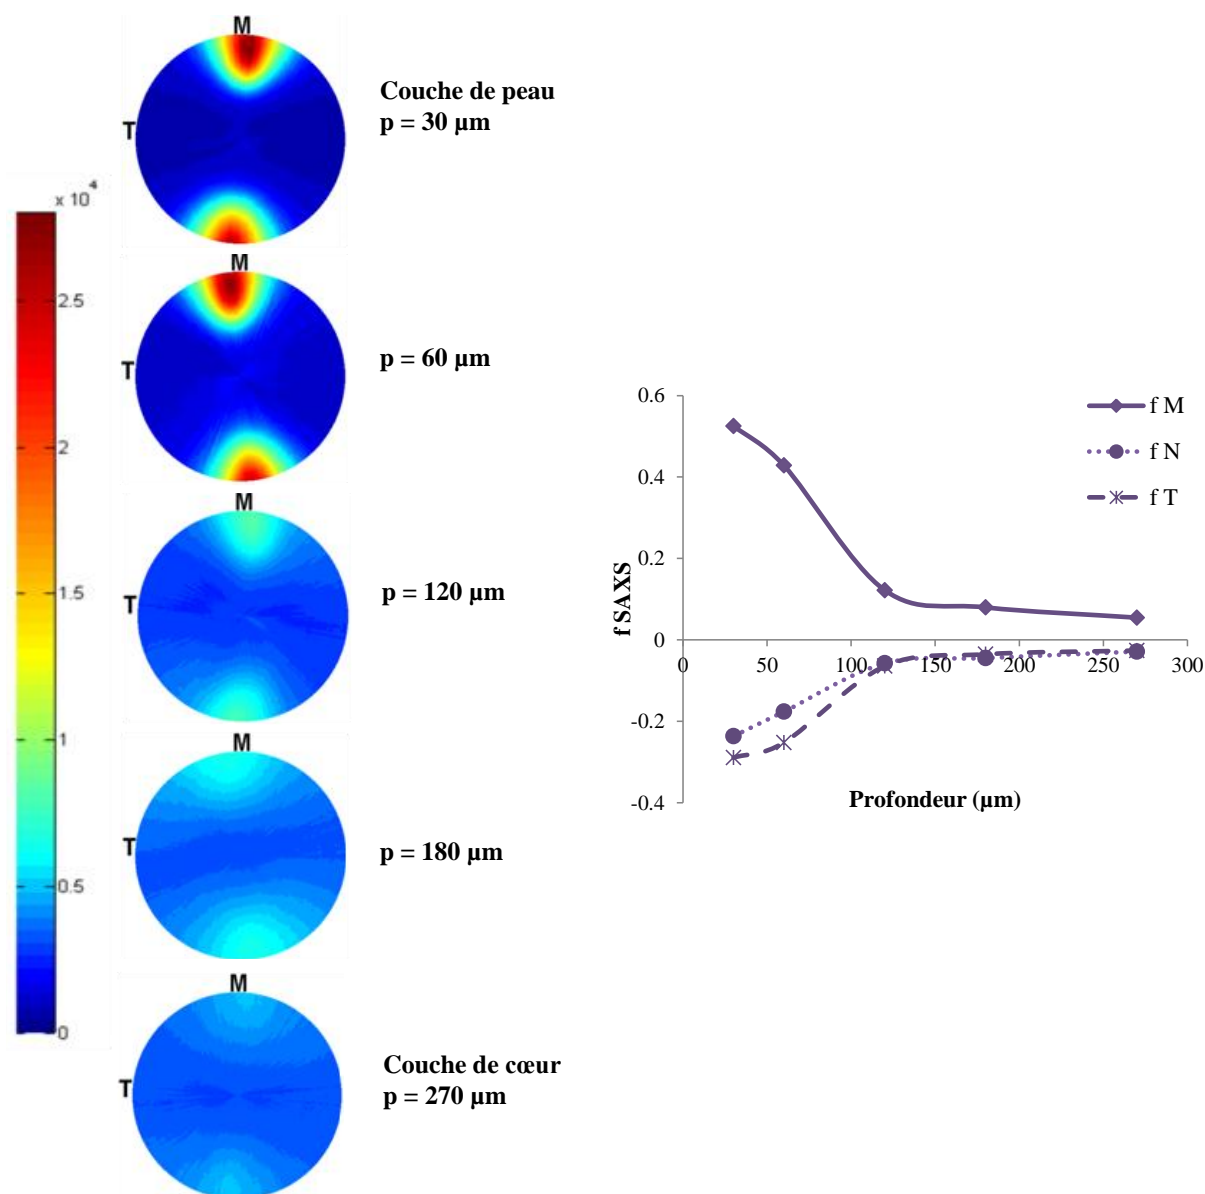 M
T
Couche de peau
p = 30 µm
x 10^4
2.5
2
1.5
1
0.5
0
M
T
p = 60 µm
M
T
p = 120 µm
M
T
p = 180 µm
M
T
Couche de cœur
p = 270 µm
0.6
0.4
0.2
0
-0.2
-0.4
f SAXS
0 50 100 150 200 250 300
Profondeur (µm)
f M
f N
f T